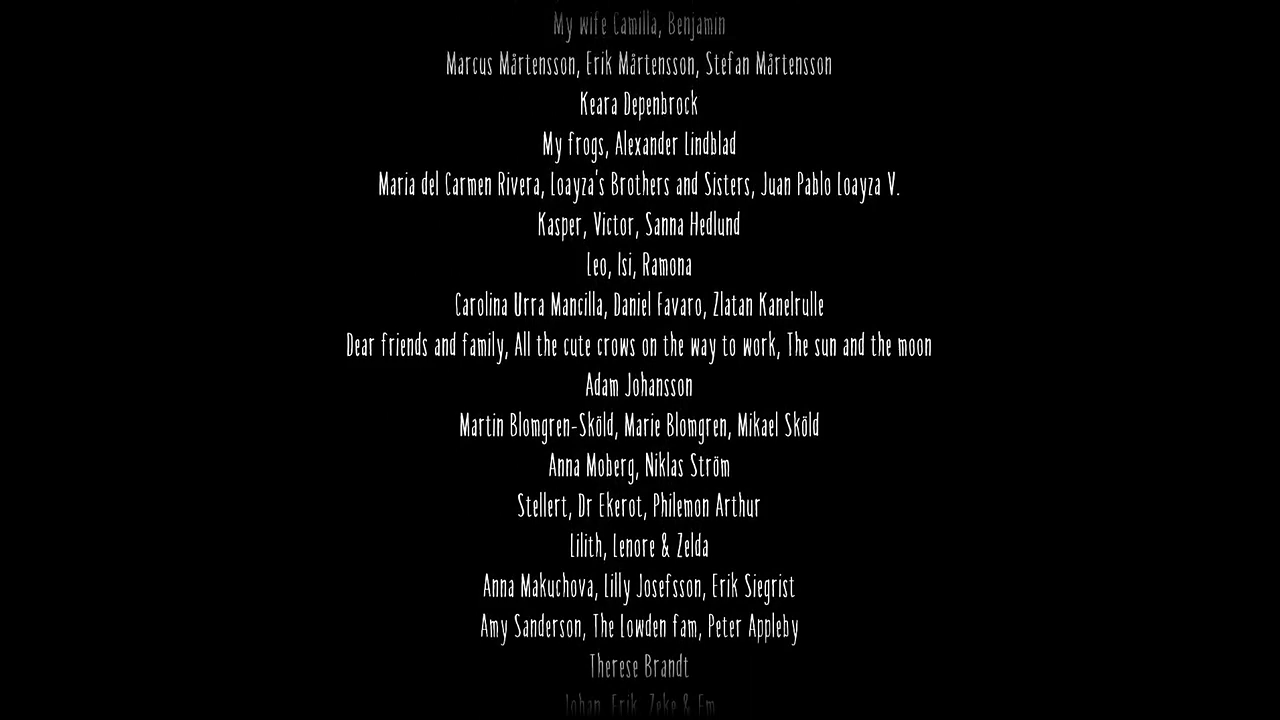 My wife Camilla, Benjamin
Marcus Mårtensson, Erik Mårtensson, Stefan Mårtensson
Keara Depenbrock
My frogs, Alexander Lindblad
Maria del Carmen Rivera, Loayza's Brothers and Sisters, Juan Pablo Loayza V.
Kasper, Victor, Sanna Hedlund
Leo, Isi, Ramona
Carolina Urra Mancilla, Daniel Favaro, Zlatan Kanelrulle
Dear friends and family, All the cute crows on the way to work, The sun and the moon
Adam Johansson
Martin Blomgren-Sköld, Marie Blomgren, Mikael Sköld
Anna Moberg, Niklas Ström
Stellert, Dr Ekerot, Philemon Arthur
Lilith, Lenore & Zelda
Anna Makuchova, Lilly Josefsson, Erik Siegrist
Amy Sanderson, The Lowden fam, Peter Appleby
Therese Brandt
Johan, Erik, Zeke & Em